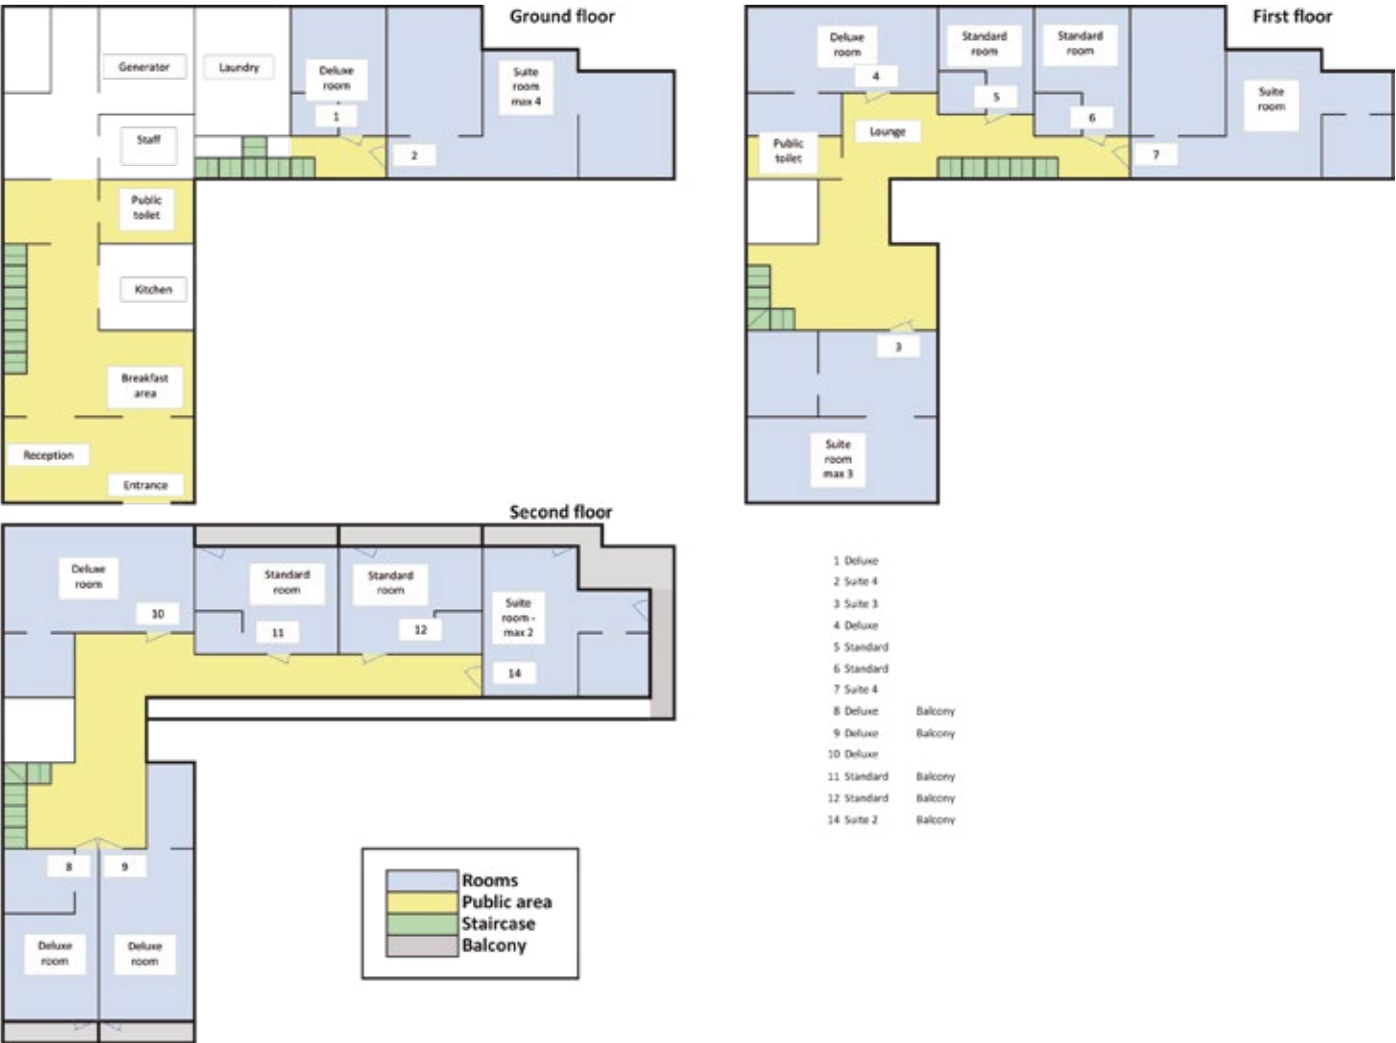 Ground floor
Generator
Laundry
Deluxe
room
1
Suite
room
max 4
2
Staff
Public
toilet
Kitchen
Breakfast
area
Reception
Entrance
First floor
Deluxe
room
4
Standard
room
5
Standard
room
6
Suite
room
7
Lounge
Public
toilet
3
Suite
room
max 3
Second floor
Deluxe
room
10
Standard
room
11
Standard
room
12
Suite
room -
max 2
14
8
9
Deluxe
room
Deluxe
room
Rooms
Public area
Staircase
Balcony
1 Deluxe
2 Suite 4
3 Suite 3
4 Deluxe
5 Standard
6 Standard
7 Suite 4
8 Deluxe Balcony
9 Deluxe Balcony
10 Deluxe
11 Standard Balcony
12 Standard Balcony
14 Suite 2 Balcony